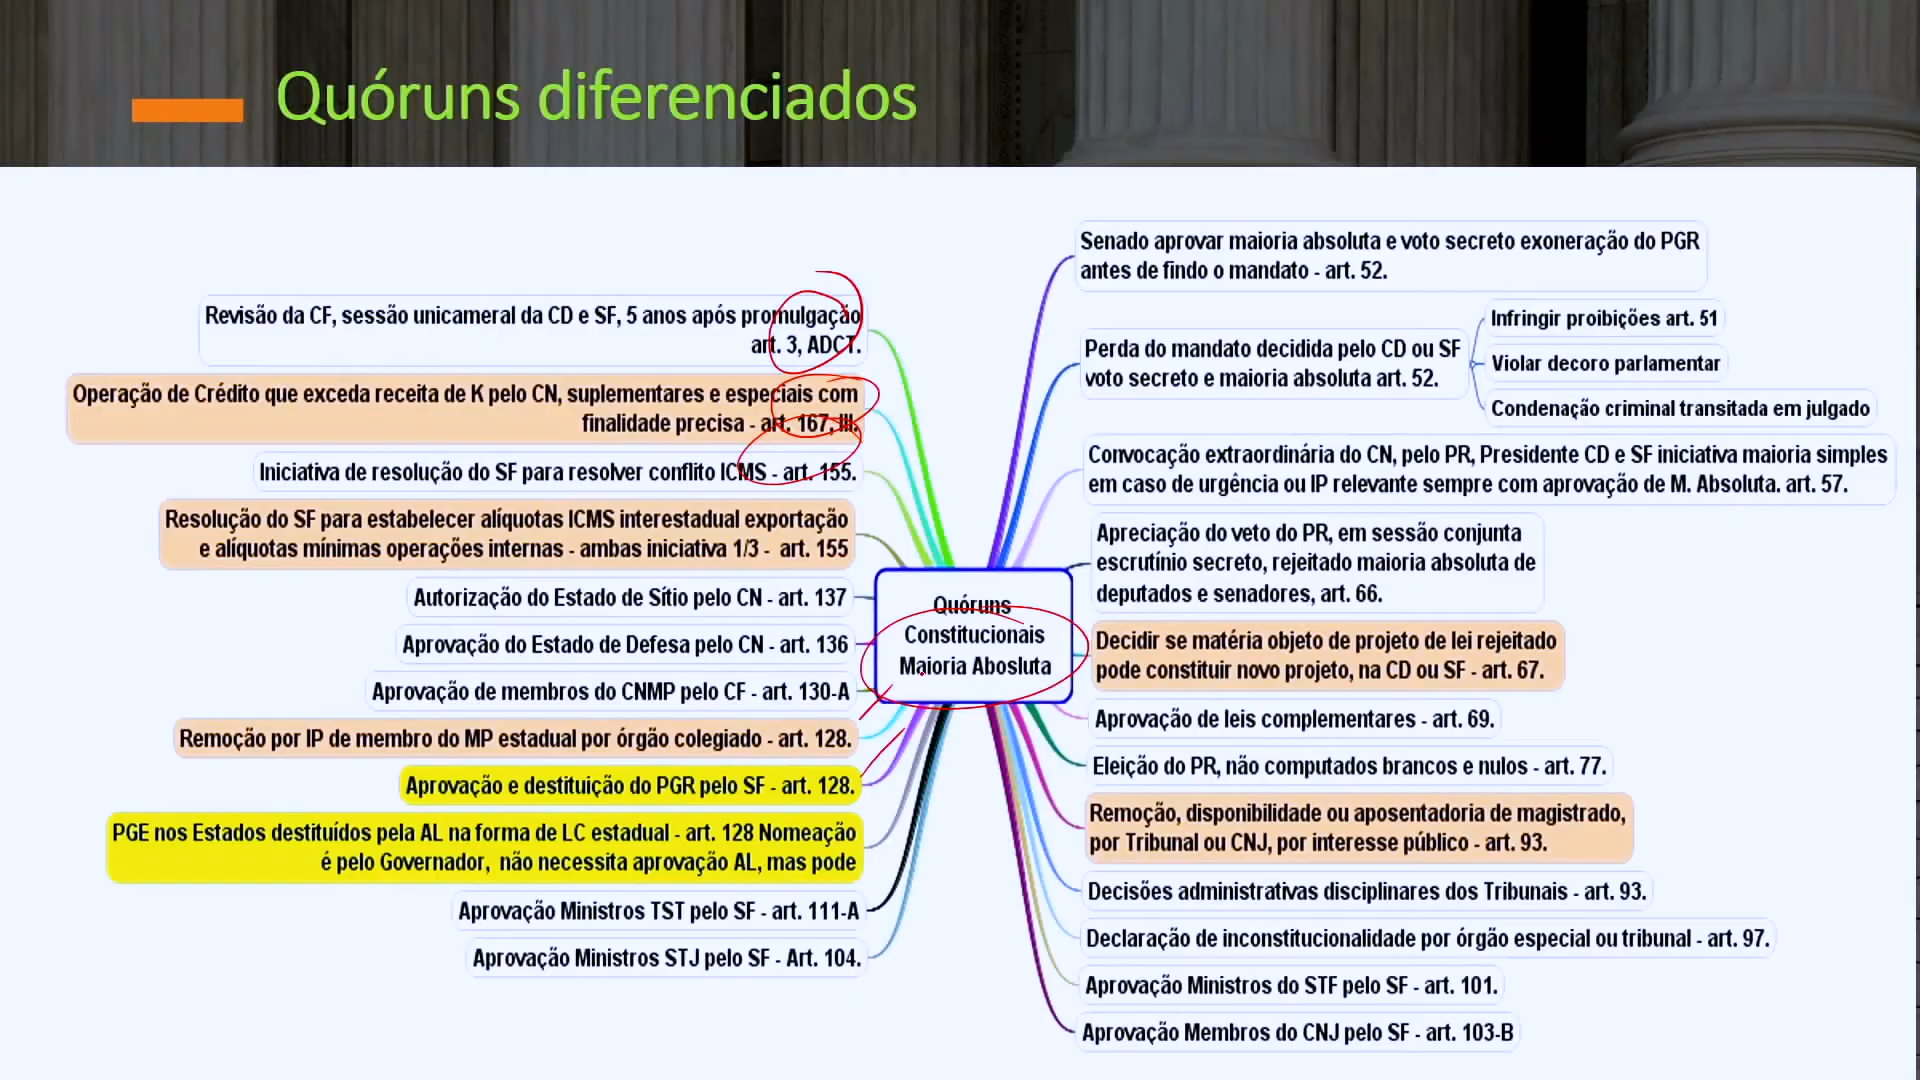 Quóruns diferenciados
Revisão da CF, sessão unicameral da CD e SF, 5 anos após promulgação
art. 3, ADCT.
Operação de Crédito que exceda receita de K pelo CN, suplementares e especiais com
finalidade precisa - art. 167, III.
Iniciativa de resolução do SF para resolver conflito ICMS - art. 155.
Resolução do SF para estabelecer alíquotas ICMS interestadual exportação
e alíquotas mínimas operações internas - ambas iniciativa 1/3 - art. 155
Autorização do Estado de Sítio pelo CN - art. 137
Aprovação do Estado de Defesa pelo CN - art. 136
Aprovação de membros do CNMP pelo CF - art. 130-A
Remoção por IP de membro do MP estadual por órgão colegiado - art. 128.
Aprovação e destituição do PGR pelo SF - art. 128.
PGE nos Estados destituídos pela AL na forma de LC estadual - art. 128 Nomeação
é pelo Governador, não necessita aprovação AL, mas pode
Aprovação Ministros TST pelo SF - art. 111-A
Aprovação Ministros STJ pelo SF - Art. 104.
Quóruns
Constitucionais
Maioria Abosluta
Senado aprovar maioria absoluta e voto secreto exoneração do PGR
antes de findo o mandato - art. 52.
Perda do mandato decidida pelo CD ou SF
voto secreto e maioria absoluta art. 52.
Infringir proibições art. 51
Violar decoro parlamentar
Condenação criminal transitada em julgado
Convocação extraordinária do CN, pelo PR, Presidente CD e SF iniciativa maioria simples
em caso de urgência ou IP relevante sempre com aprovação de M. Absoluta. art. 57.
Apreciação do veto do PR, em sessão conjunta
escrutínio secreto, rejeitado maioria absoluta de
deputados e senadores, art. 66.
Decidir se matéria objeto de projeto de lei rejeitado
pode constituir novo projeto, na CD ou SF - art. 67.
Aprovação de leis complementares - art. 69.
Eleição do PR, não computados brancos e nulos - art. 77.
Remoção, disponibilidade ou aposentadoria de magistrado,
por Tribunal ou CNJ, por interesse público - art. 93.
Decisões administrativas disciplinares dos Tribunais - art. 93.
Declaração de inconstitucionalidade por órgão especial ou tribunal - art. 97.
Aprovação Ministros do STF pelo SF - art. 101.
Aprovação Membros do CNJ pelo SF - art. 103-B